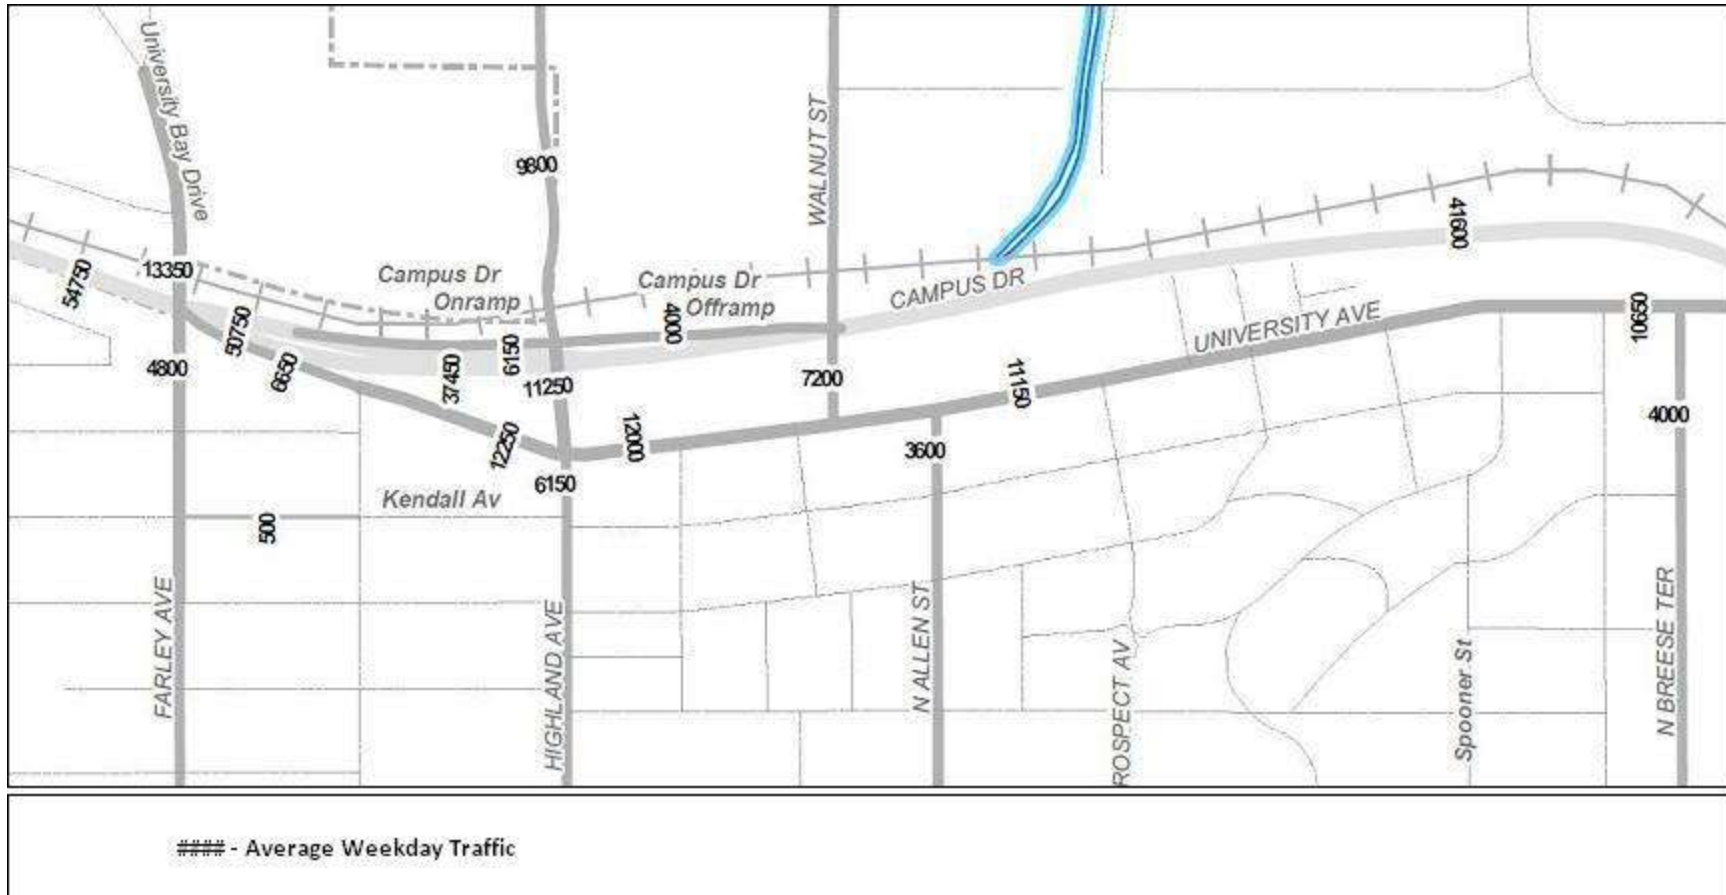 University Bay Drive
9800
WALNUT ST
41600
54750
13350
Campus Dr
Onramp
Campus Dr
Offramp
CAMPUS DR
50750
4000
UNIVERSITY AVE
10650
4800
6650
37450
6150
11250
7200
11150
4000
12250
12000
3600
6150
Kendall Av
500
FARLEY AVE
HIGHLAND AVE
N ALLEN ST
ROSPECT AV
Spooner St
N BREESE TER
#### - Average Weekday Traffic